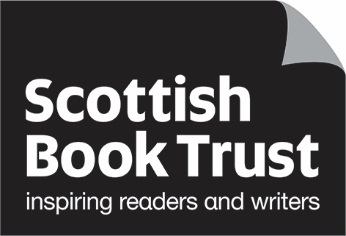 Scottish
Book Trust
inspiring readers and writers